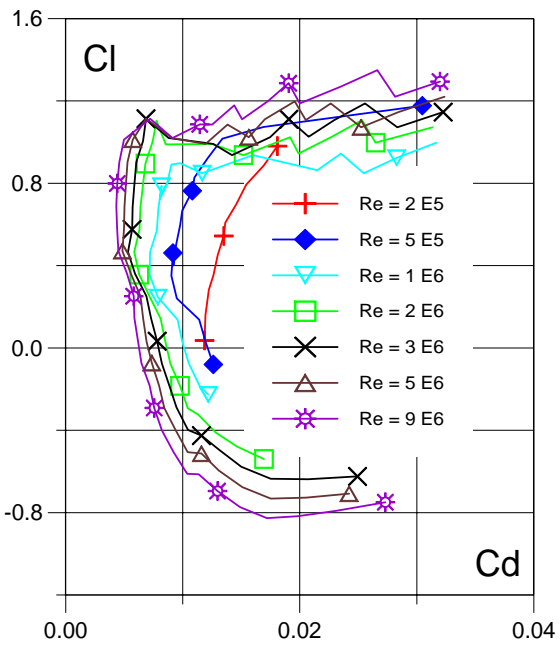 1.6
Cl
0.8
Re = 2 E5
Re = 5 E5
Re = 1 E6
Re = 2 E6
0.0
Re = 3 E6
Re = 5 E6
Re = 9 E6
-0.8
Cd
0.00
0.02
0.04